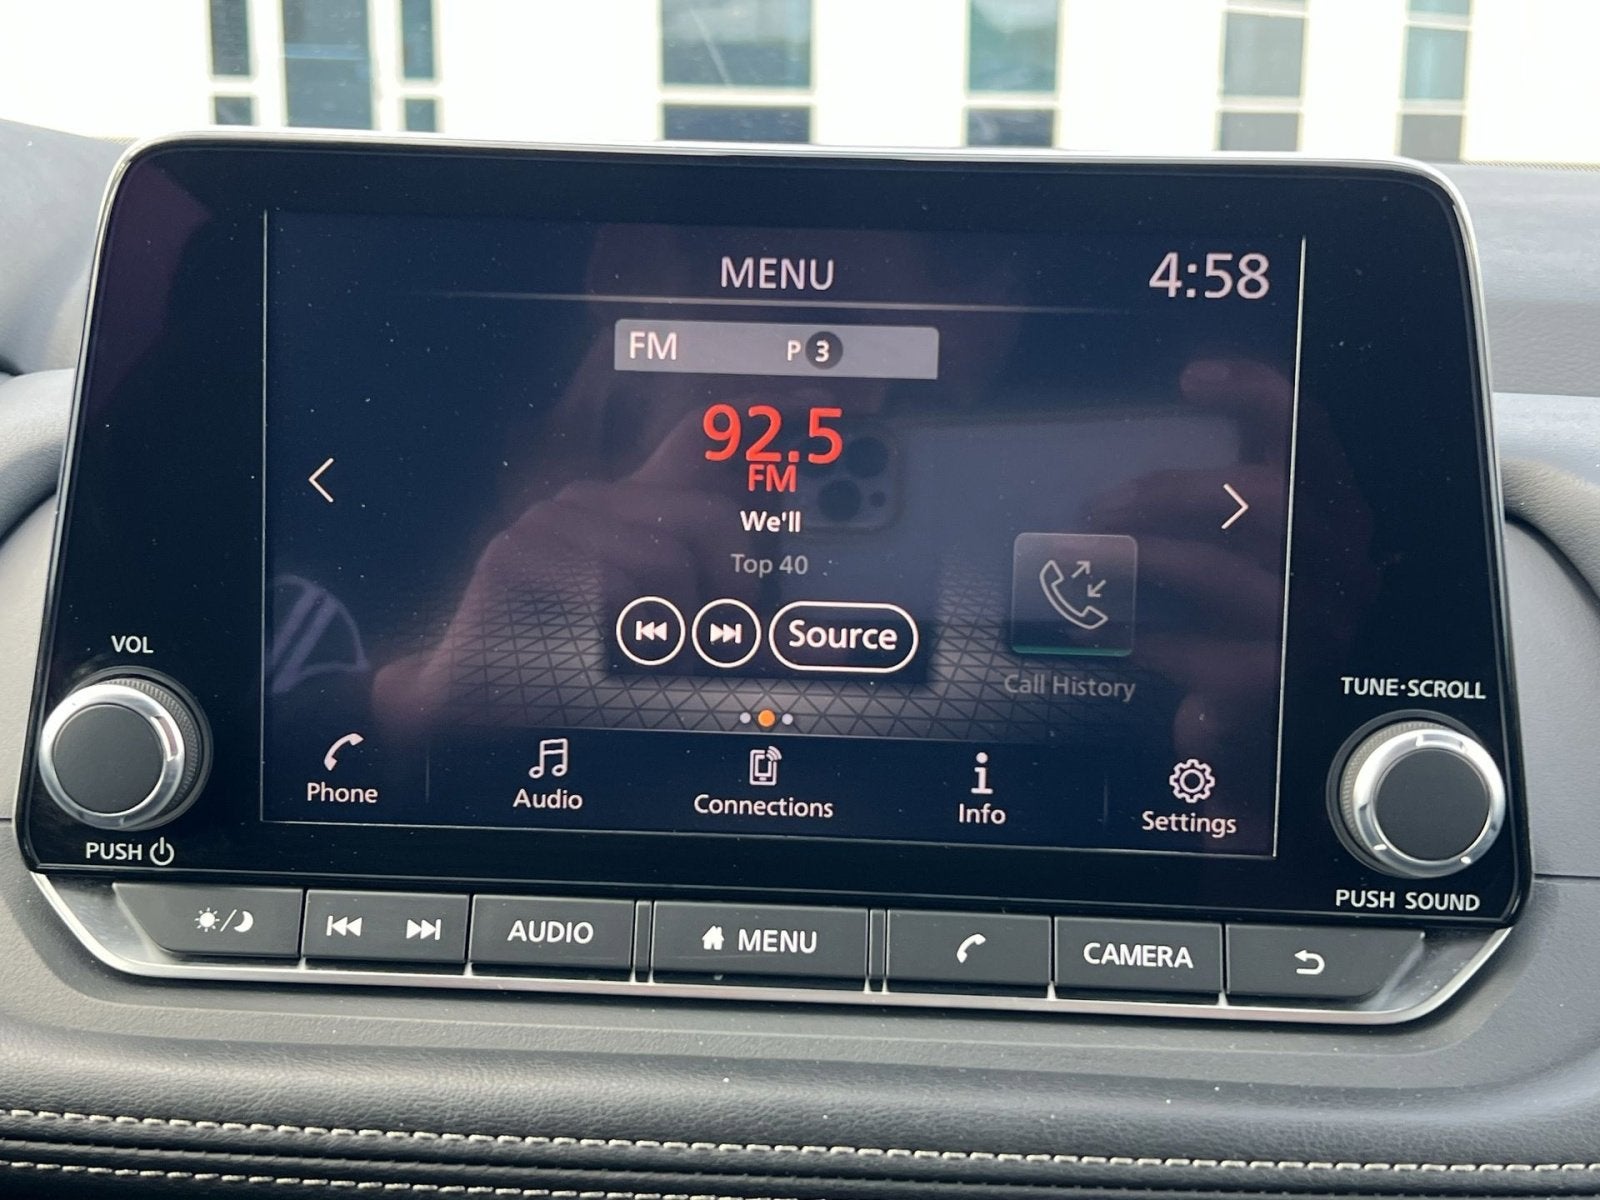 MENU
4:58
FM P 3
92.5
FM
We'll
Top 40
Source
Call History
Phone
Audio
Connections
Info
Settings
VOL
PUSH
TUNE·SCROLL
PUSH SOUND
AUDIO
MENU
CAMERA